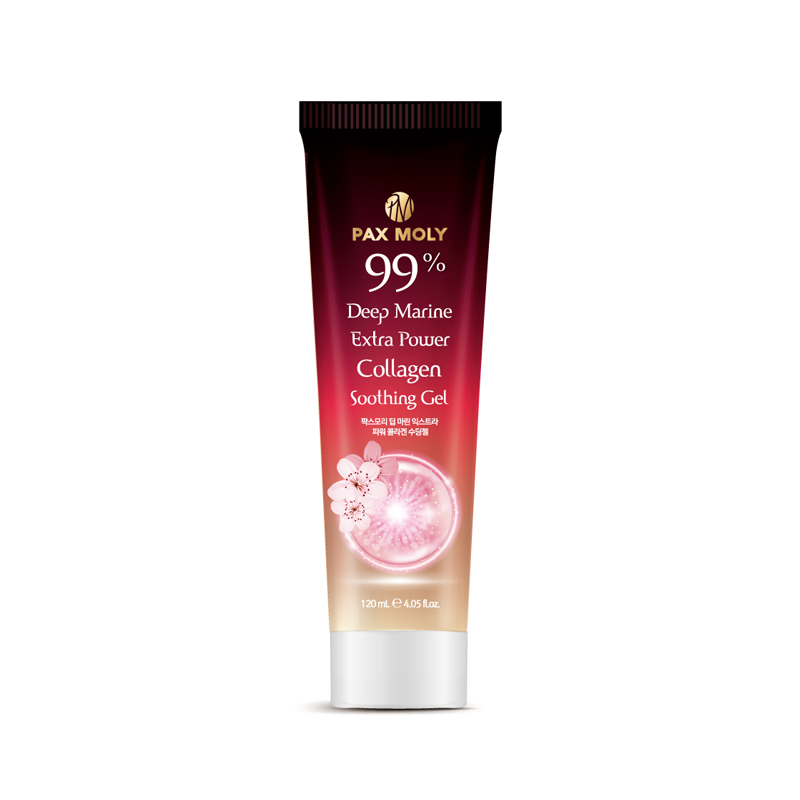 PM
PAX MOLY
99%
Deep Marine
Extra Power
Collagen
Soothing Gel
팍스모리 딥 마린 익스트라
파워 콜라겐 수딩젤
120 mL ℮ 4.05 fl.oz.